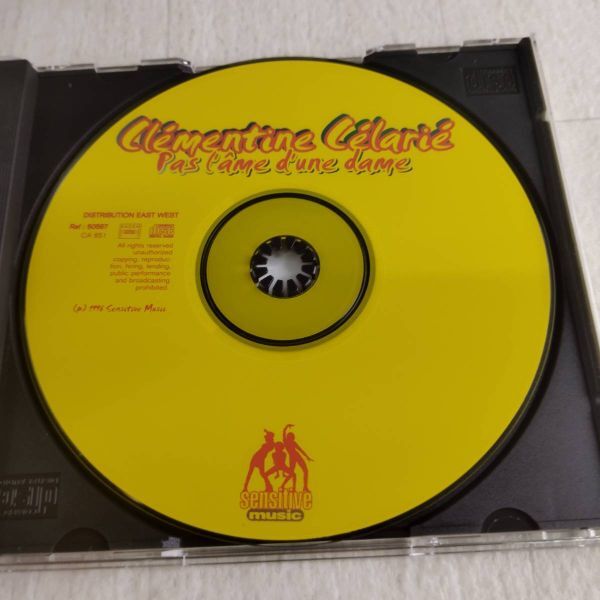 Clémentine Célarié
Pas l'âme d'une dame
DISTRIBUTION EAST WEST
Ref : 50587
CA 851
All rights reserved
unauthorized
copying, reproduc-
tion, hiring, lending,
public performance
and broadcasting
prohibited.
(p) 1996 Sensitive Music
sensitive
music